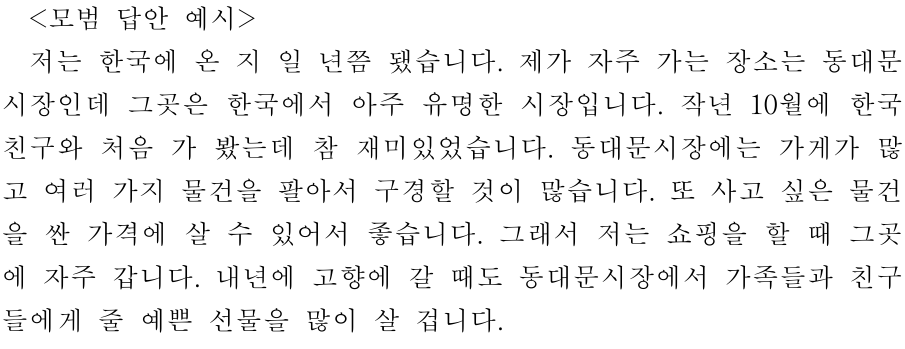 <모범 답안 예시>
저는 한국에 온 지 일 년쯤 됐습니다. 제가 자주 가는 장소는 동대문
시장인데 그곳은 한국에서 아주 유명한 시장입니다. 작년 10월에 한국
친구와 처음 가 봤는데 참 재미있었습니다. 동대문시장에는 가게가 많
고 여러 가지 물건을 팔아서 구경할 것이 많습니다. 또 사고 싶은 물건
을 싼 가격에 살 수 있어서 좋습니다. 그래서 저는 쇼핑을 할 때 그곳
에 자주 갑니다. 내년에 고향에 갈 때도 동대문시장에서 가족들과 친구
들에게 줄 예쁜 선물을 많이 살 겁니다.